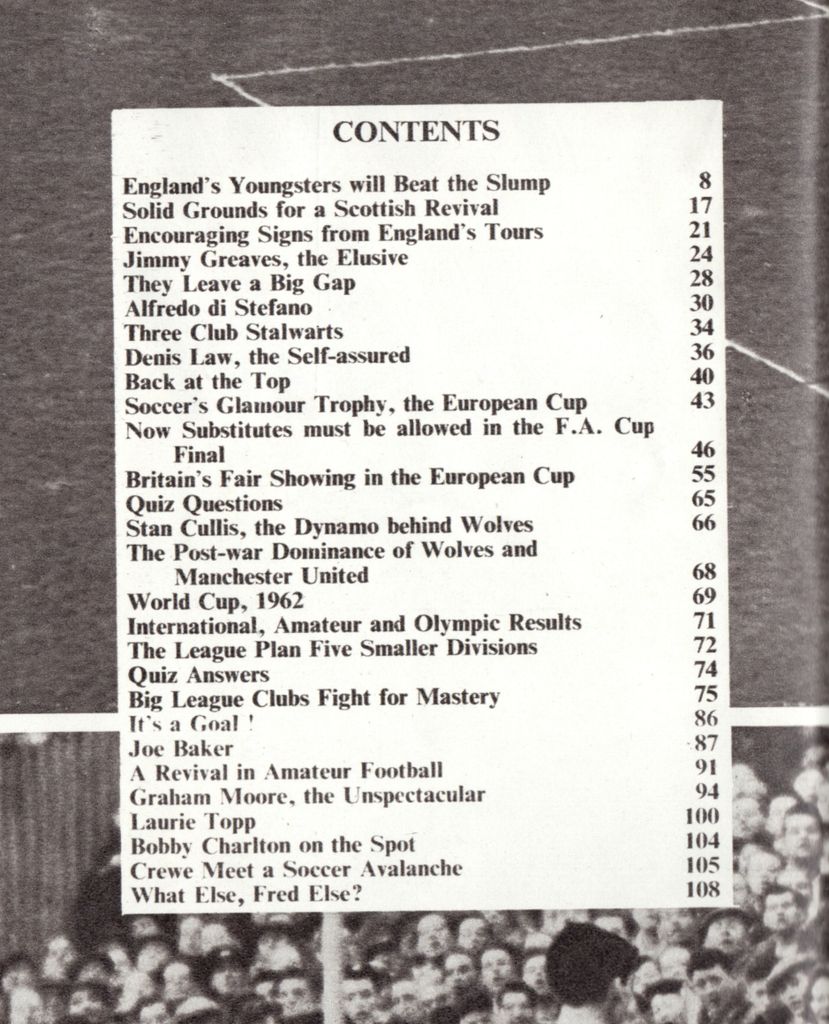 CONTENTS
England's Youngsters will Beat the Slump 8
Solid Grounds for a Scottish Revival 17
Encouraging Signs from England's Tours 21
Jimmy Greaves, the Elusive 24
They Leave a Big Gap 28
Alfredo di Stefano 30
Three Club Stalwarts 34
Denis Law, the Self-assured 36
Back at the Top 40
Soccer's Glamour Trophy, the European Cup 43
Now Substitutes must be allowed in the F.A. Cup
Final 46
Britain's Fair Showing in the European Cup 55
Quiz Questions 65
Stan Cullis, the Dynamo behind Wolves 66
The Post-war Dominance of Wolves and
Manchester United 68
World Cup, 1962 69
International, Amateur and Olympic Results 71
The League Plan Five Smaller Divisions 72
Quiz Answers 74
Big League Clubs Fight for Mastery 75
It's a Goal ! 86
Joe Baker 87
A Revival in Amateur Football 91
Graham Moore, the Unspectacular 94
Laurie Topp 100
Bobby Charlton on the Spot 104
Crewe Meet a Soccer Avalanche 105
What Else, Fred Else? 108